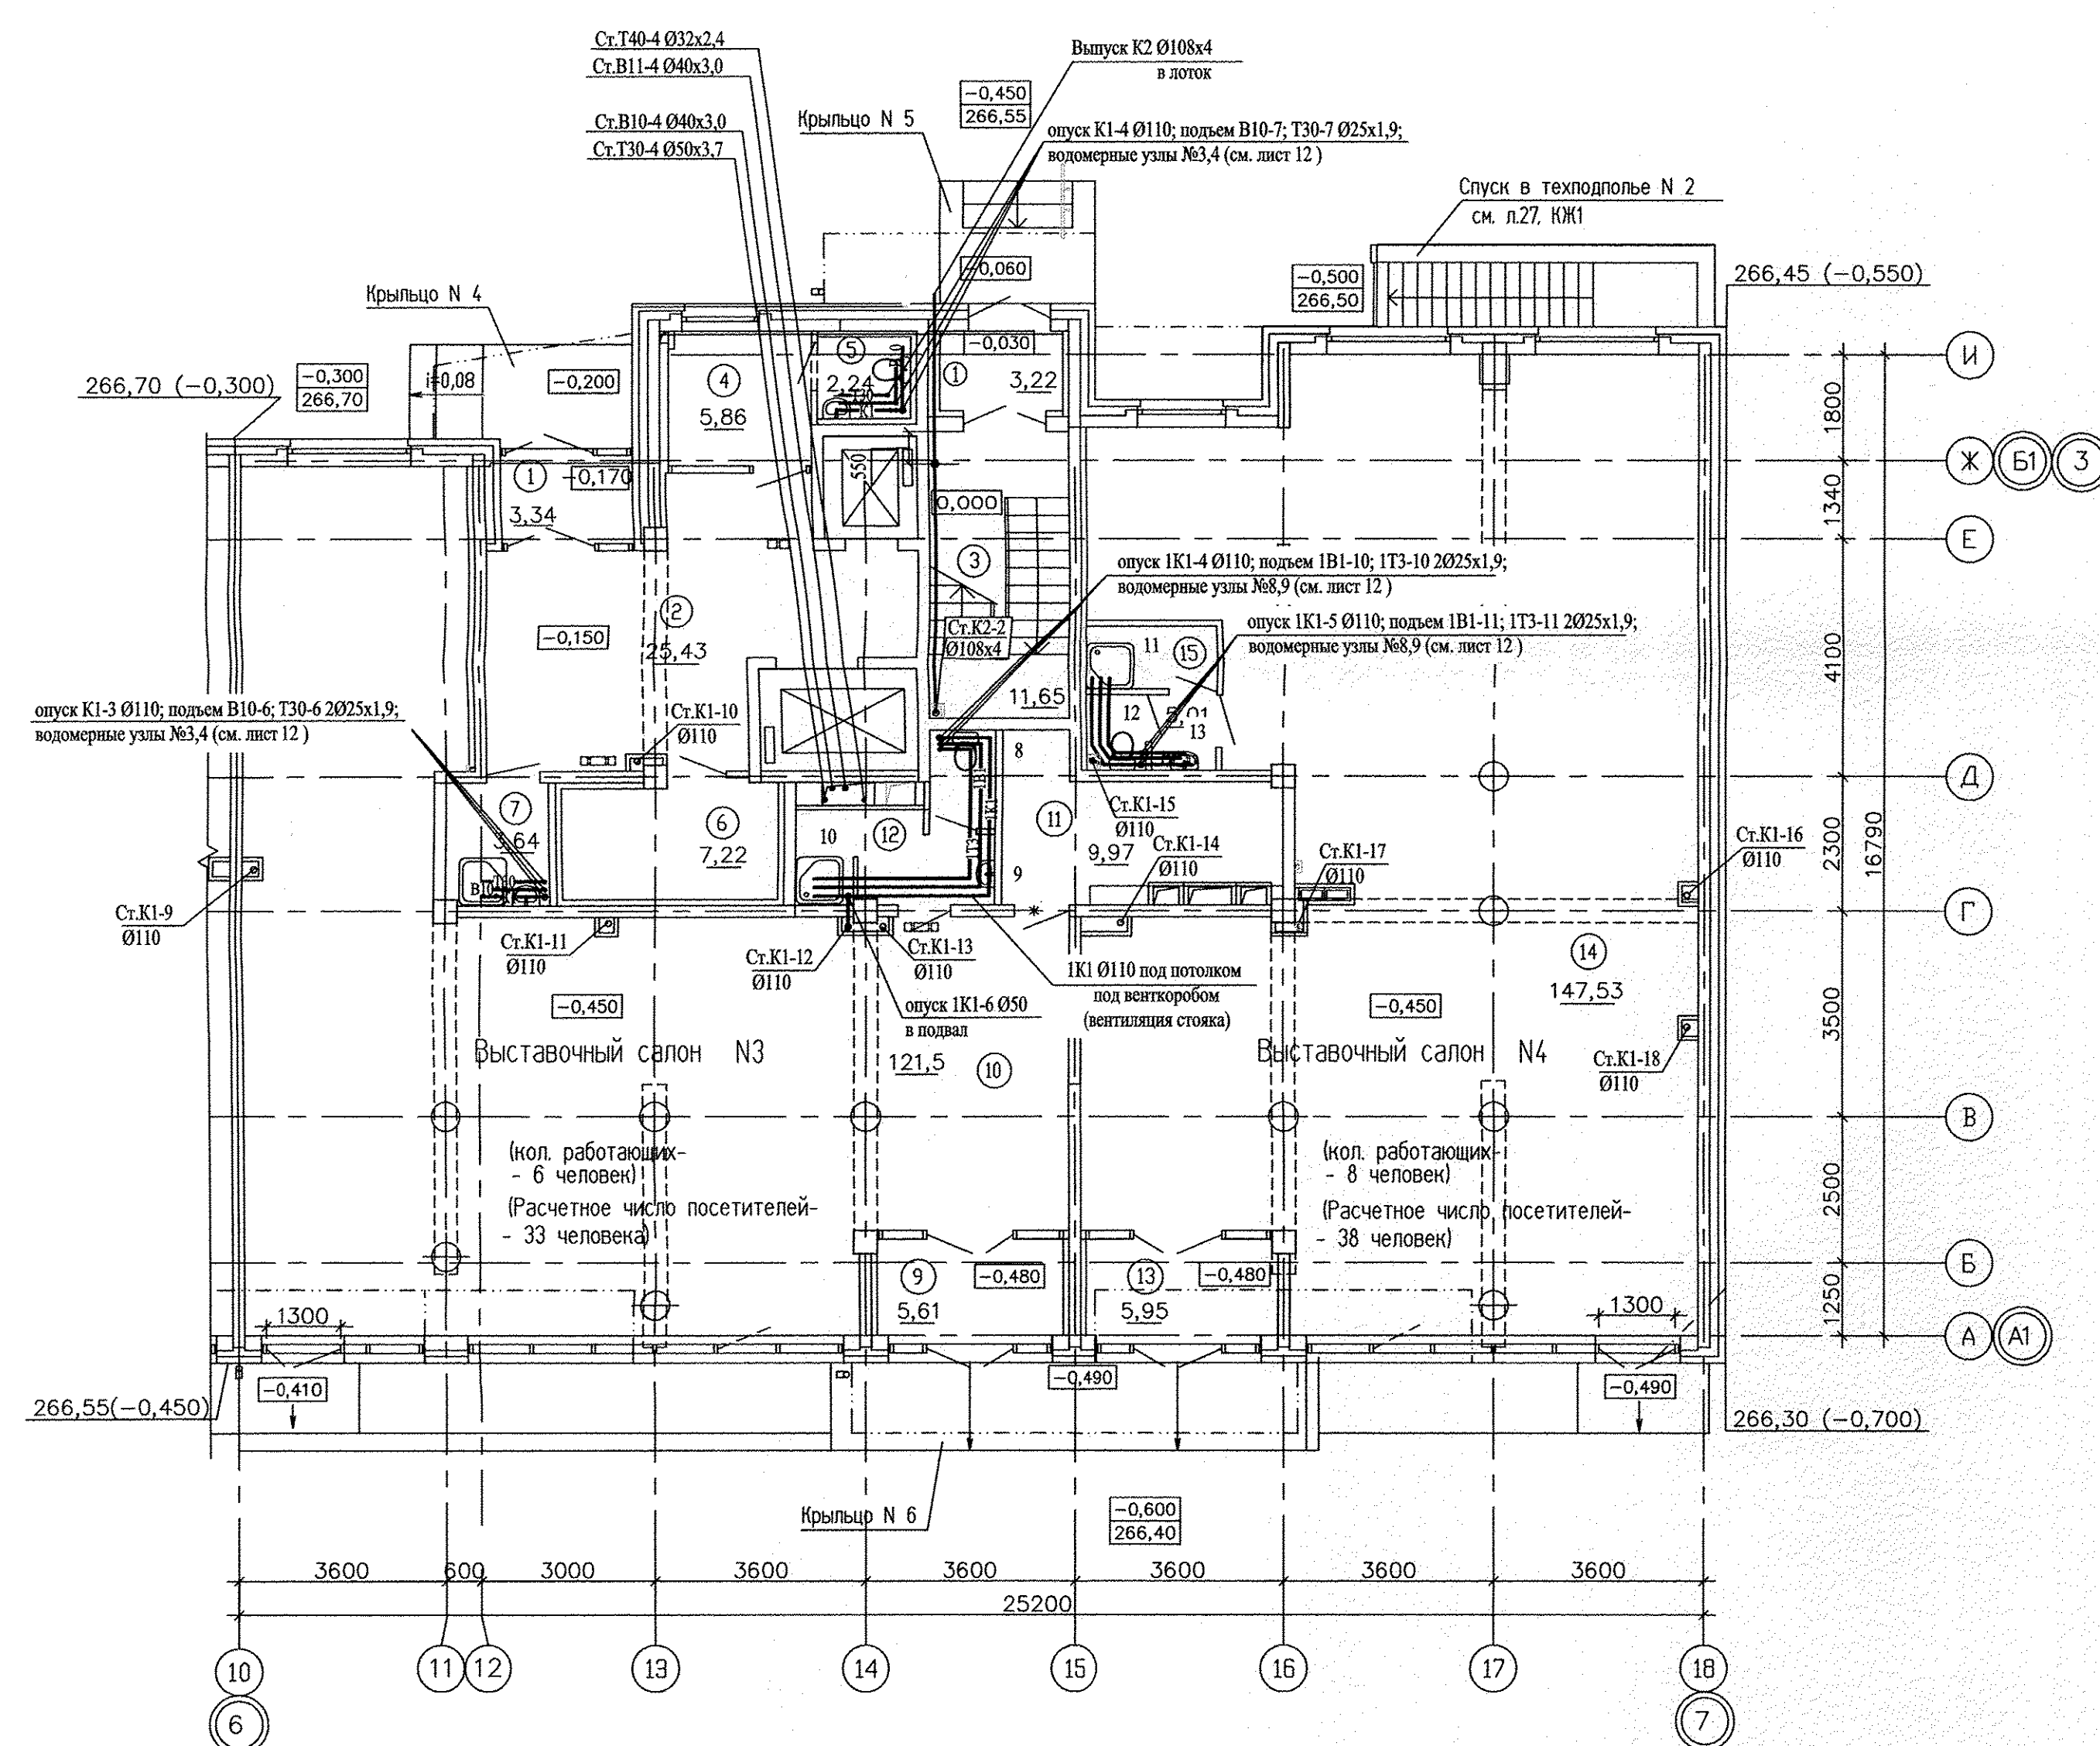 Ст.Т40-4 Ø32х2,4
Ст.В11-4 Ø40х3,0
Ст.В10-4 Ø40х3,0
Ст.Т30-4 Ø50х3,7
Выпуск К2 Ø108х4
в лоток
Крыльцо N 5
-0,450
266,55
опуск К1-4 Ø110; подъем В10-7; Т30-7 Ø25х1,9;
водомерные узлы №3,4 (см. лист 12 )
Спуск в техподполье N 2
см. л.27, КЖ1
-0,060
-0,500
266,50
266,45 (-0,550)
Крыльцо N 4
266,70 (-0,300)
-0,300
266,70
i=0,08
-0,200
4
5,86
5
2,24
Т30
К1
1
-0,030
3,22
И
1800
Ж
Б1
3
1
-0,170
3,34
550
0,000
1340
Е
3
опуск 1К1-4 Ø110; подъем 1В1-10; 1Т3-10 2Ø25х1,9;
водомерные узлы №8,9 (см. лист 12 )
2
-0,150
25,43
Ст.К2-2
Ø108х4
опуск 1К1-5 Ø110; подъем 1В1-11; 1Т3-11 2Ø25х1,9;
водомерные узлы №8,9 (см. лист 12 )
11
15
4100
11,65
12
13
опуск К1-3 Ø110; подъем В10-6; Т30-6 2Ø25х1,9;
водомерные узлы №3,4 (см. лист 12 )
Ст.К1-10
Ø110
8
1В1
1К1
1Т3
Д
7
3,64
6
7,22
10
12
11
9,97
9
Ст.К1-15
Ø110
Ст.К1-14
Ø110
Ст.К1-17
Ø110
Ст.К1-16
Ø110
2300
16790
В10
Ст.К1-9
Ø110
Ст.К1-11
Ø110
Ст.К1-12
Ø110
Ст.К1-13
Ø110
Г
14
147,53
1К1 Ø110 под потолком
под венткоробом
(вентиляция стояка)
опуск 1К1-6 Ø50
в подвал
-0,450
-0,450
3500
Выставочный салон N3
121,5
10
Выставочный салон N4
Ст.К1-18
Ø110
В
(кол. работающих-
- 6 человек)
(Расчетное число посетителей-
- 33 человека)
(кол. работающих-
- 8 человек)
(Расчетное число посетителей-
- 38 человек)
2500
9
-0,480
5,61
13
-0,480
5,95
Б
1300
1300
1250
А
А1
-0,410
-0,490
-0,490
266,55(-0,450)
266,30 (-0,700)
Крыльцо N 6
-0,600
266,40
3600
600
3000
3600
3600
3600
3600
3600
25200
10
11
12
13
14
15
16
17
18
6
7